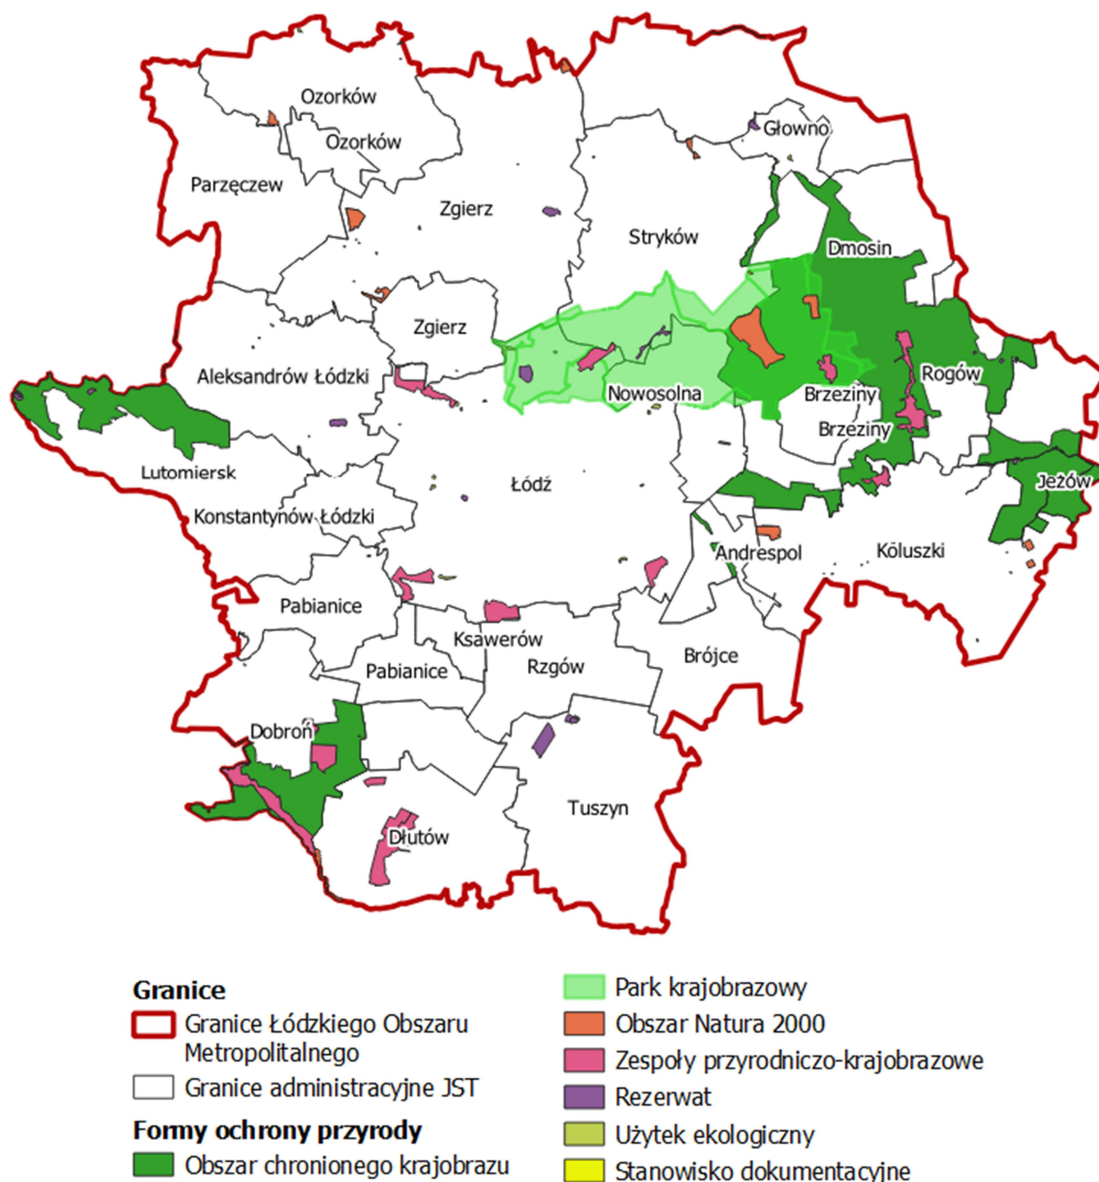 Ozorków
Ozorków
Głowno
Parzęczew
Zgierz
Stryków
Dmosin
Zgierz
Aleksandrów Łódzki
Nowosolna
Brzeziny
Rogów
Brzeziny
Lutomiersk
Łódź
Jeżów
Konstantynów Łódzki
Andrespol
Kōluszki
Pabianice
Ksawerów
Brójce
Pabianice
Rzgów
Dobroń
Tuszyn
Dłutów
Granice
Granice Łódzkiego Obszaru
Metropolitalnego
Granice administracyjne JST
Formy ochrony przyrody
Obszar chronionego krajobrazu
Park krajobrazowy
Obszar Natura 2000
Zespoły przyrodniczo-krajobrazowe
Rezerwat
Użytek ekologiczny
Stanowisko dokumentacyjne